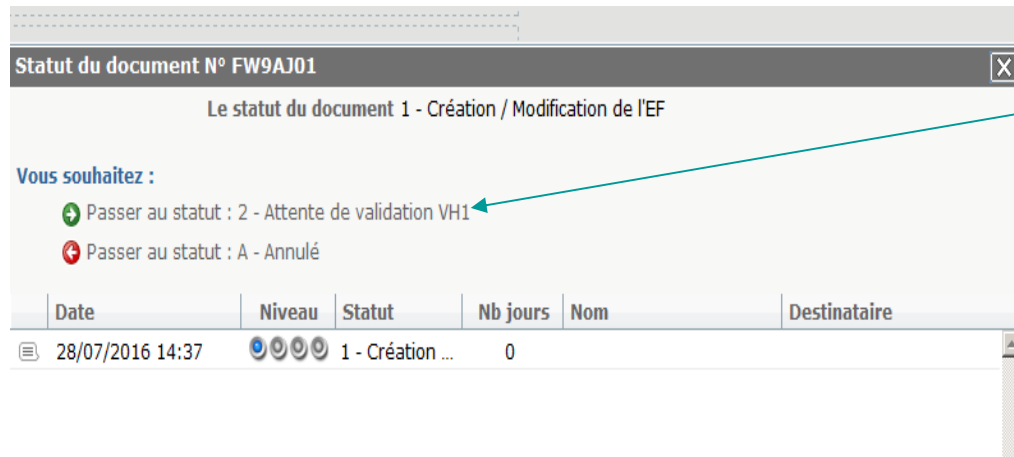 Statut du document N° FW9AJ01
X
Le statut du document 1 - Création / Modification de l'EF
Vous souhaitez :
Passer au statut : 2 - Attente de validation VH1
Passer au statut : A - Annulé
Date Niveau Statut Nb jours Nom Destinataire
28/07/2016 14:37 1 - Création ... 0